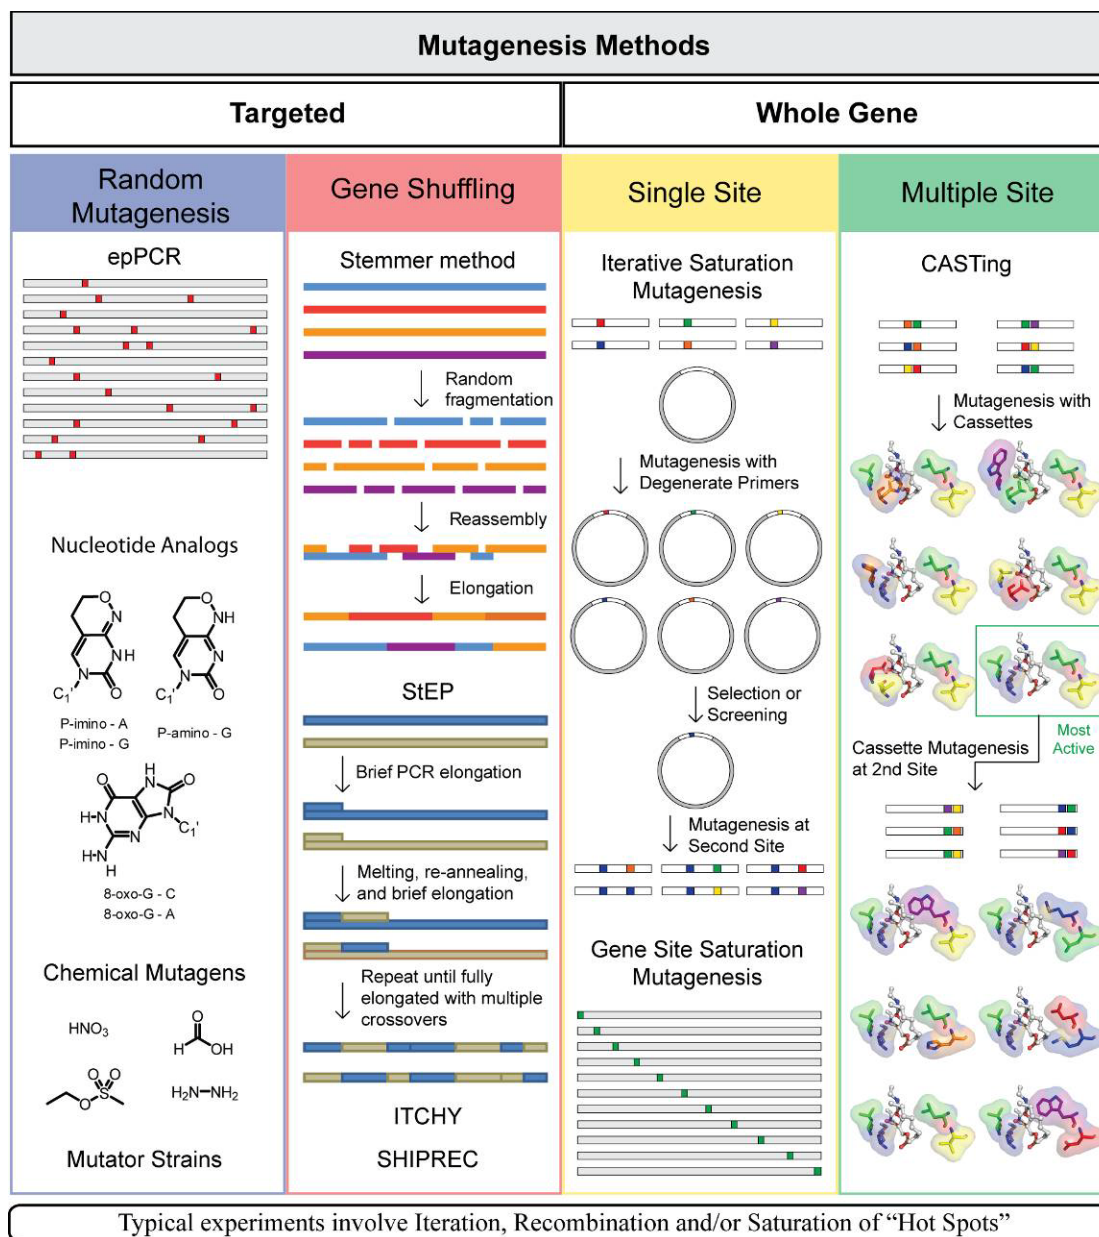 Mutagenesis Methods
Targeted
Whole Gene
Random
Mutagenesis
Gene Shuffling
Single Site
Multiple Site
epPCR
Nucleotide Analogs
O
N
NH
N
O
C1'
P-imino - A
P-imino - G
O
NH
N
N
O
C1'
P-amino - G
H
N
O
O
HN
N
N
C1'
H-N
H
8-oxo-G - C
8-oxo-G - A
Chemical Mutagens
HNO3
O
H
OH
O
O
S
O
H2N-NH2
Mutator Strains
Stemmer method
Random
fragmentation
Reassembly
Elongation
StEP
Brief PCR elongation
Melting, re-annealing,
and brief elongation
Repeat until fully
elongated with multiple
crossovers
ITCHY
SHIPREC
Iterative Saturation
Mutagenesis
Mutagenesis with
Degenerate Primers
Selection or
Screening
Mutagenesis at
Second Site
Gene Site Saturation
Mutagenesis
CASTing
Mutagenesis with
Cassettes
Most
Active
Cassette Mutagenesis
at 2nd Site
Typical experiments involve Iteration, Recombination and/or Saturation of “Hot Spots”